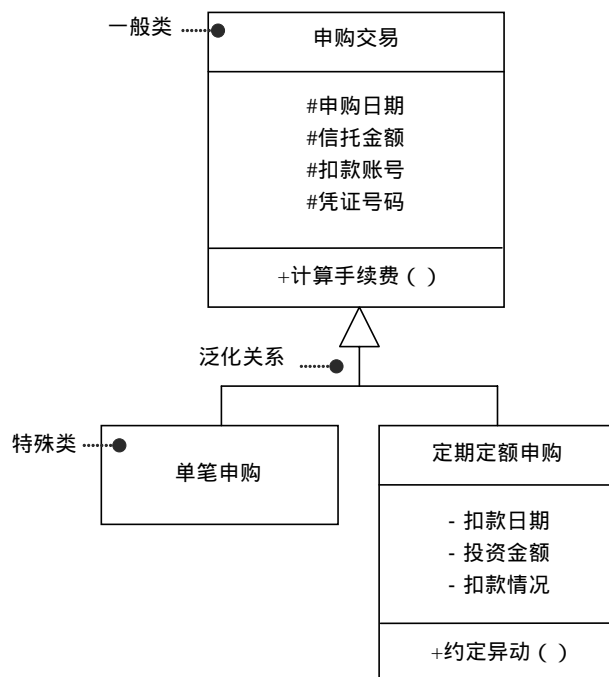 一般类
申购交易
#申购日期
#信托金额
#扣款账号
#凭证号码
+计算手续费（ ）
泛化关系
特殊类
单笔申购
定期定额申购
- 扣款日期
- 投资金额
- 扣款情况
+约定异动（ ）